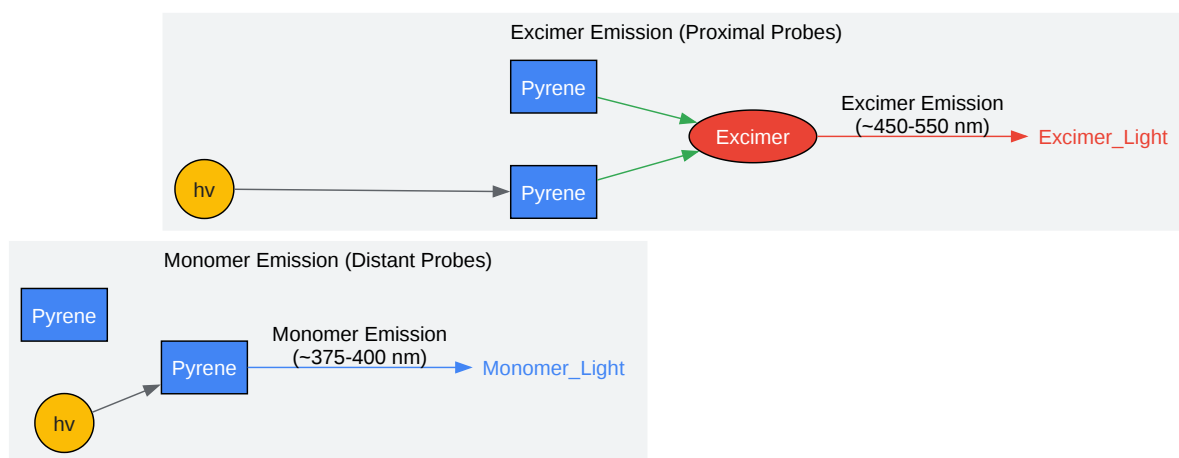 Excimer Emission (Proximal Probes)
Pyrene
Excimer Emission
(~450-550 nm)
Excimer
Excimer_Light
hv
Pyrene
Monomer Emission (Distant Probes)
Pyrene
Monomer Emission
(~375-400 nm)
Pyrene
Monomer_Light
hv